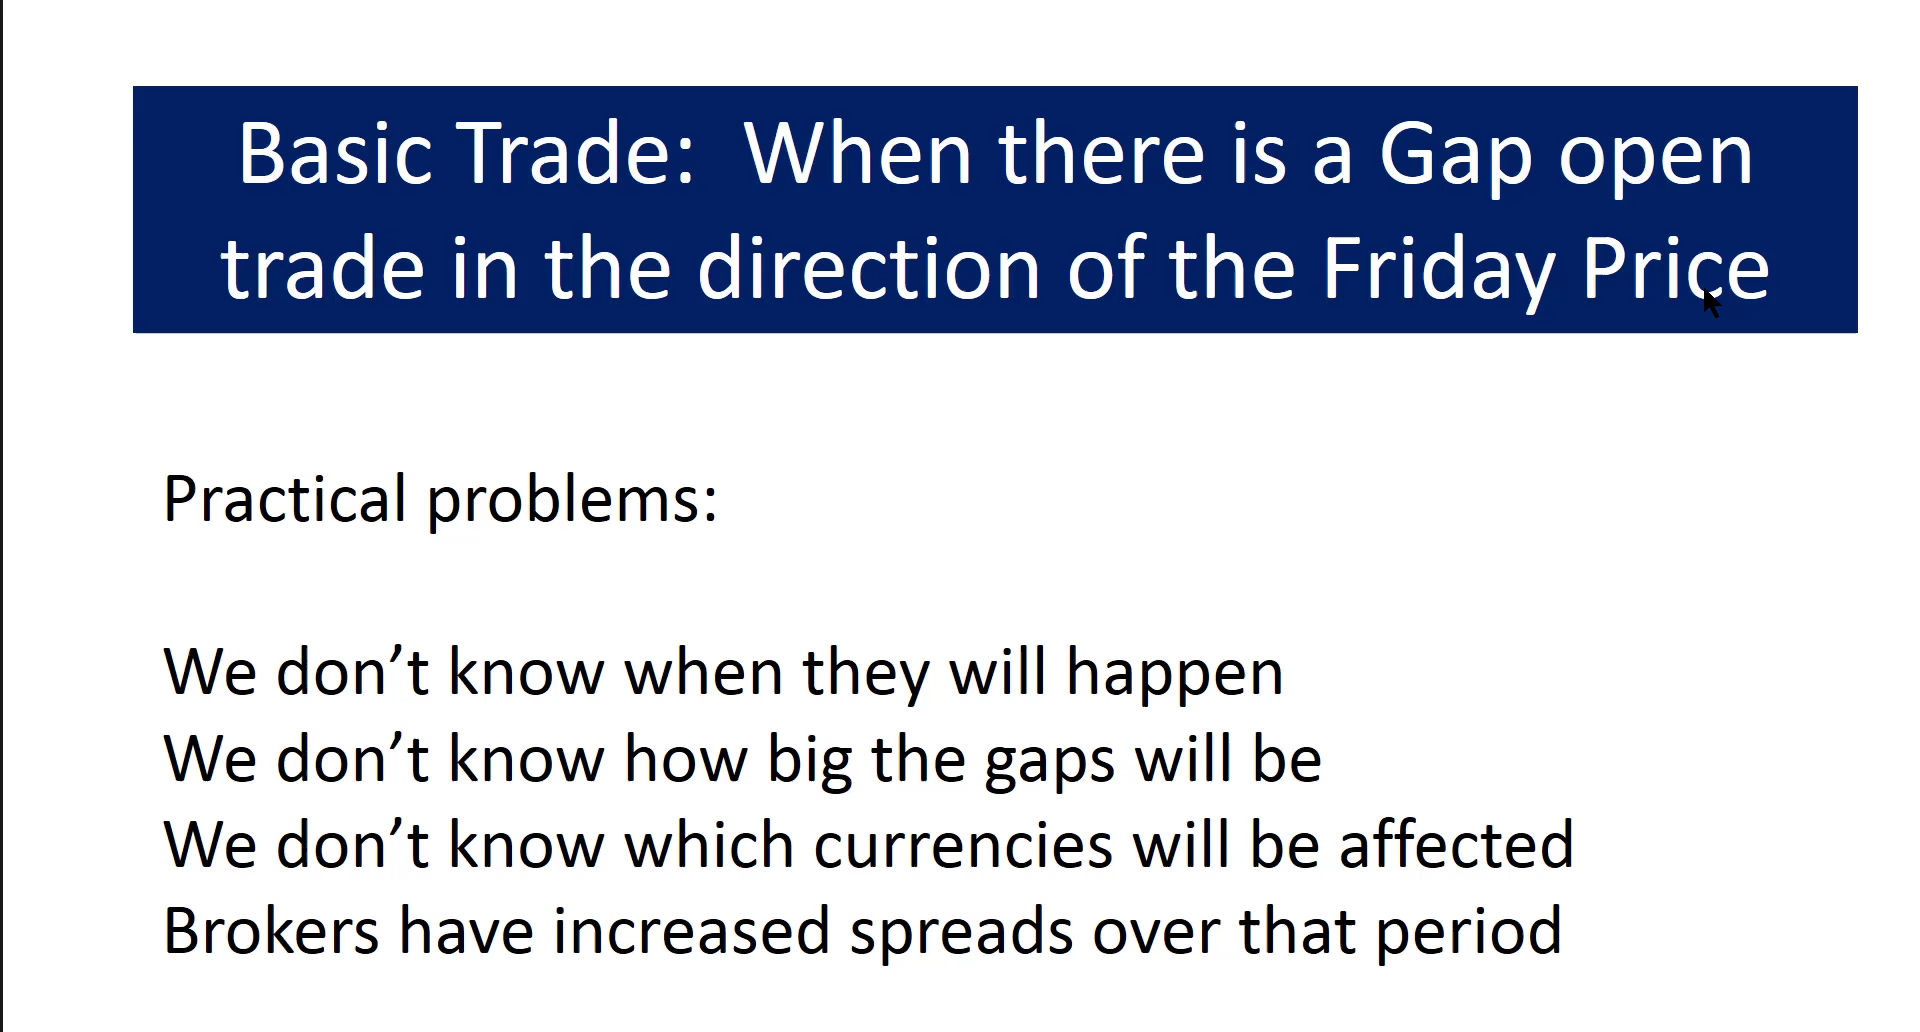 Basic Trade:  When there is a Gap open
trade in the direction of the Friday Price
Practical problems:
We don’t know when they will happen
We don’t know how big the gaps will be
We don’t know which currencies will be affected
Brokers have increased spreads over that period